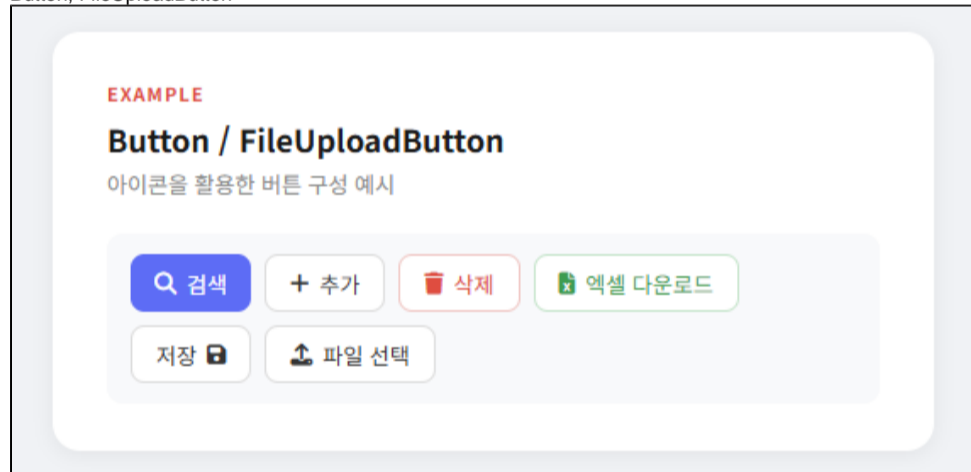 EXAMPLE
Button / FileUploadButton
아이콘을 활용한 버튼 구성 예시
검색 추가 삭제 엑셀 다운로드
저장 파일 선택